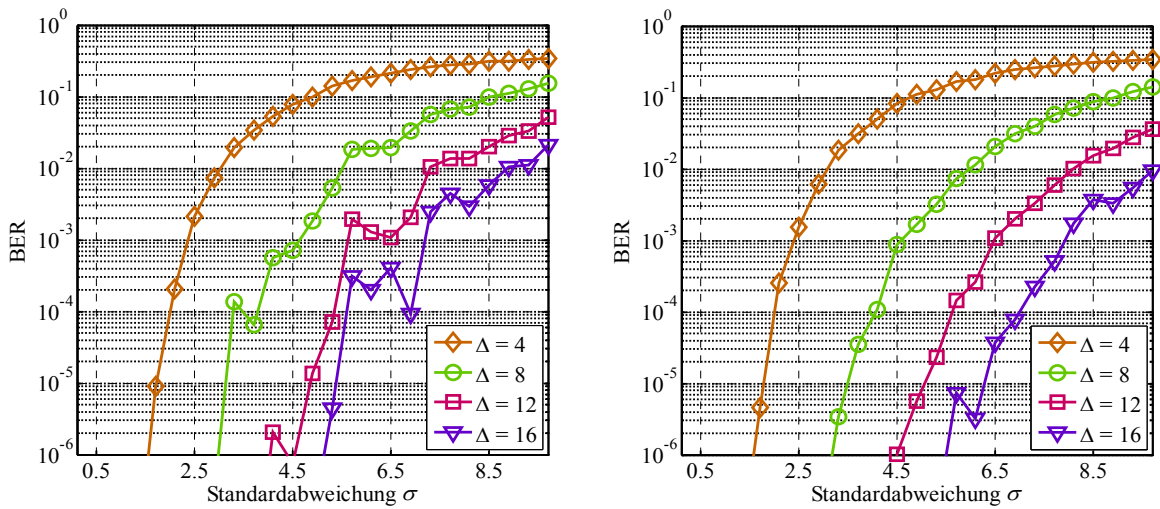 10^0
10^-1
10^-2
10^-3
10^-4
10^-5
10^-6
BER
0.5 2.5 4.5 6.5 8.5
Standardabweichung σ
Δ = 4
Δ = 8
Δ = 12
Δ = 16
10^0
10^-1
10^-2
10^-3
10^-4
10^-5
10^-6
BER
0.5 2.5 4.5 6.5 8.5
Standardabweichung σ
Δ = 4
Δ = 8
Δ = 12
Δ = 16